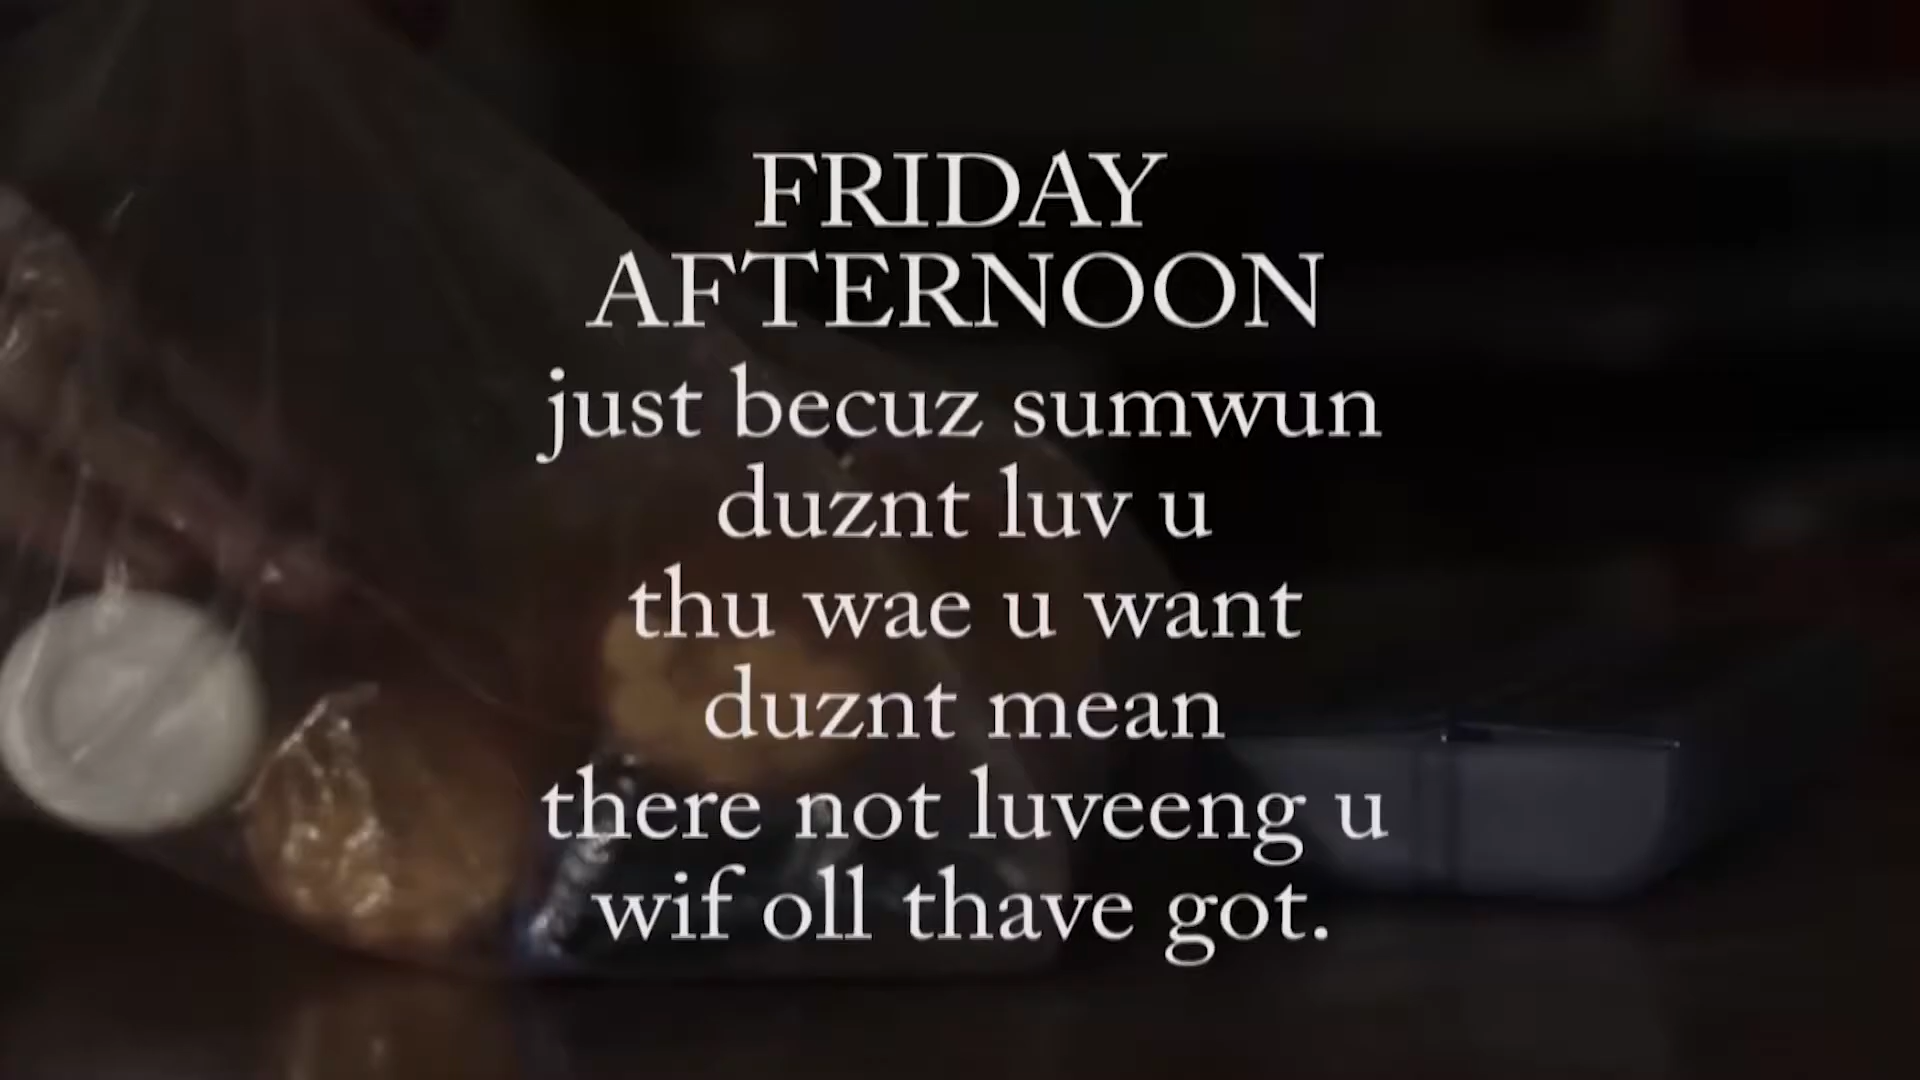 FRIDAY
AFTERNOON
just becuz sumwun
duznt luv u
thu wae u want
duznt mean
there not luveeng u
wif oll thave got.